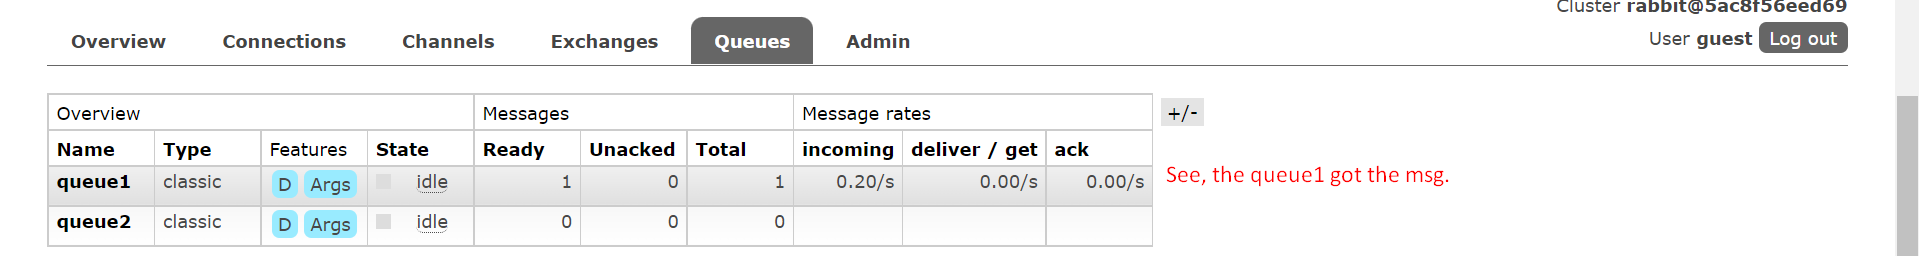 Cluster rabbit@5ac8f56eed69
Overview Connections Channels Exchanges Queues Admin User guest Log out
Overview Messages Message rates +/-
Name Type Features State Ready Unacked Total incoming deliver / get ack
queue1 classic D Args idle 1 0 1 0.20/s 0.00/s 0.00/s See, the queue1 got the msg.
queue2 classic D Args idle 0 0 0